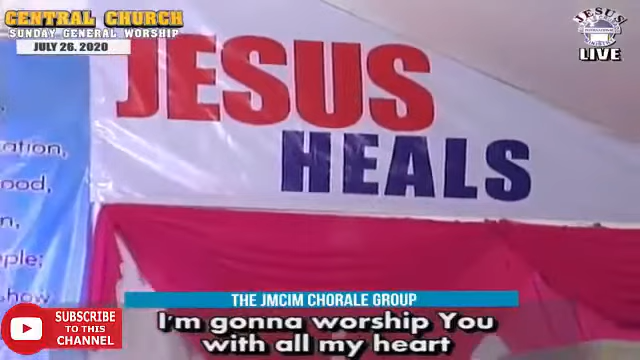 CENTRAL CHURCH
SUNDAY GENERAL WORSHIP
JULY 26, 2020
JESUS
LIVE
JESUS
HEALS
ation,
ood,
n,
ple;
show
THE JMCIM CHORALE GROUP
I'm gonna worship You
with all my heart
SUBSCRIBE
TO THIS
CHANNEL